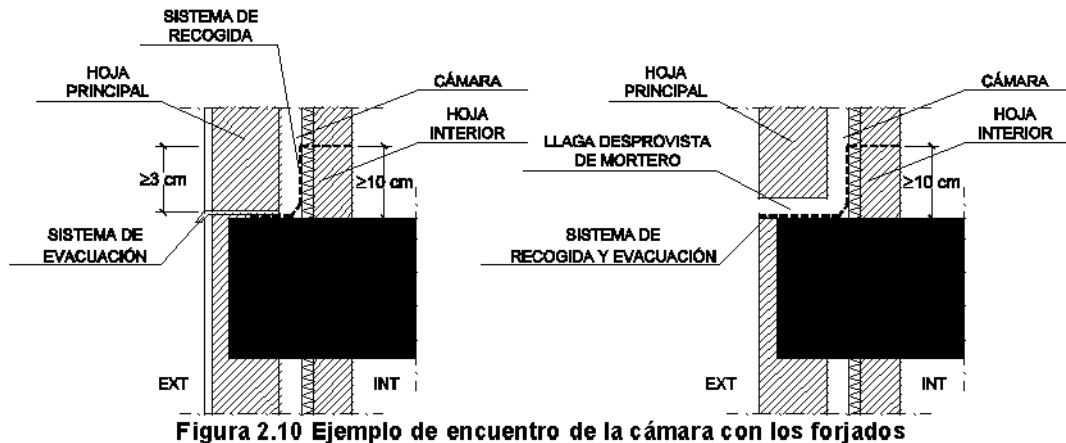 SISTEMA DE
RECOGIDA
HOJA
PRINCIPAL
CÁMARA
HOJA
INTERIOR
≥3 cm
≥10 cm
SISTEMA DE
EVACUACIÓN
EXT
INT
HOJA
PRINCIPAL
CÁMARA
HOJA
INTERIOR
LLAGA DESPROVISTA
DE MORTERO
≥10 cm
SISTEMA DE
RECOGIDA Y EVACUACIÓN
EXT
INT
Figura 2.10 Ejemplo de encuentro de la cámara con los forjados